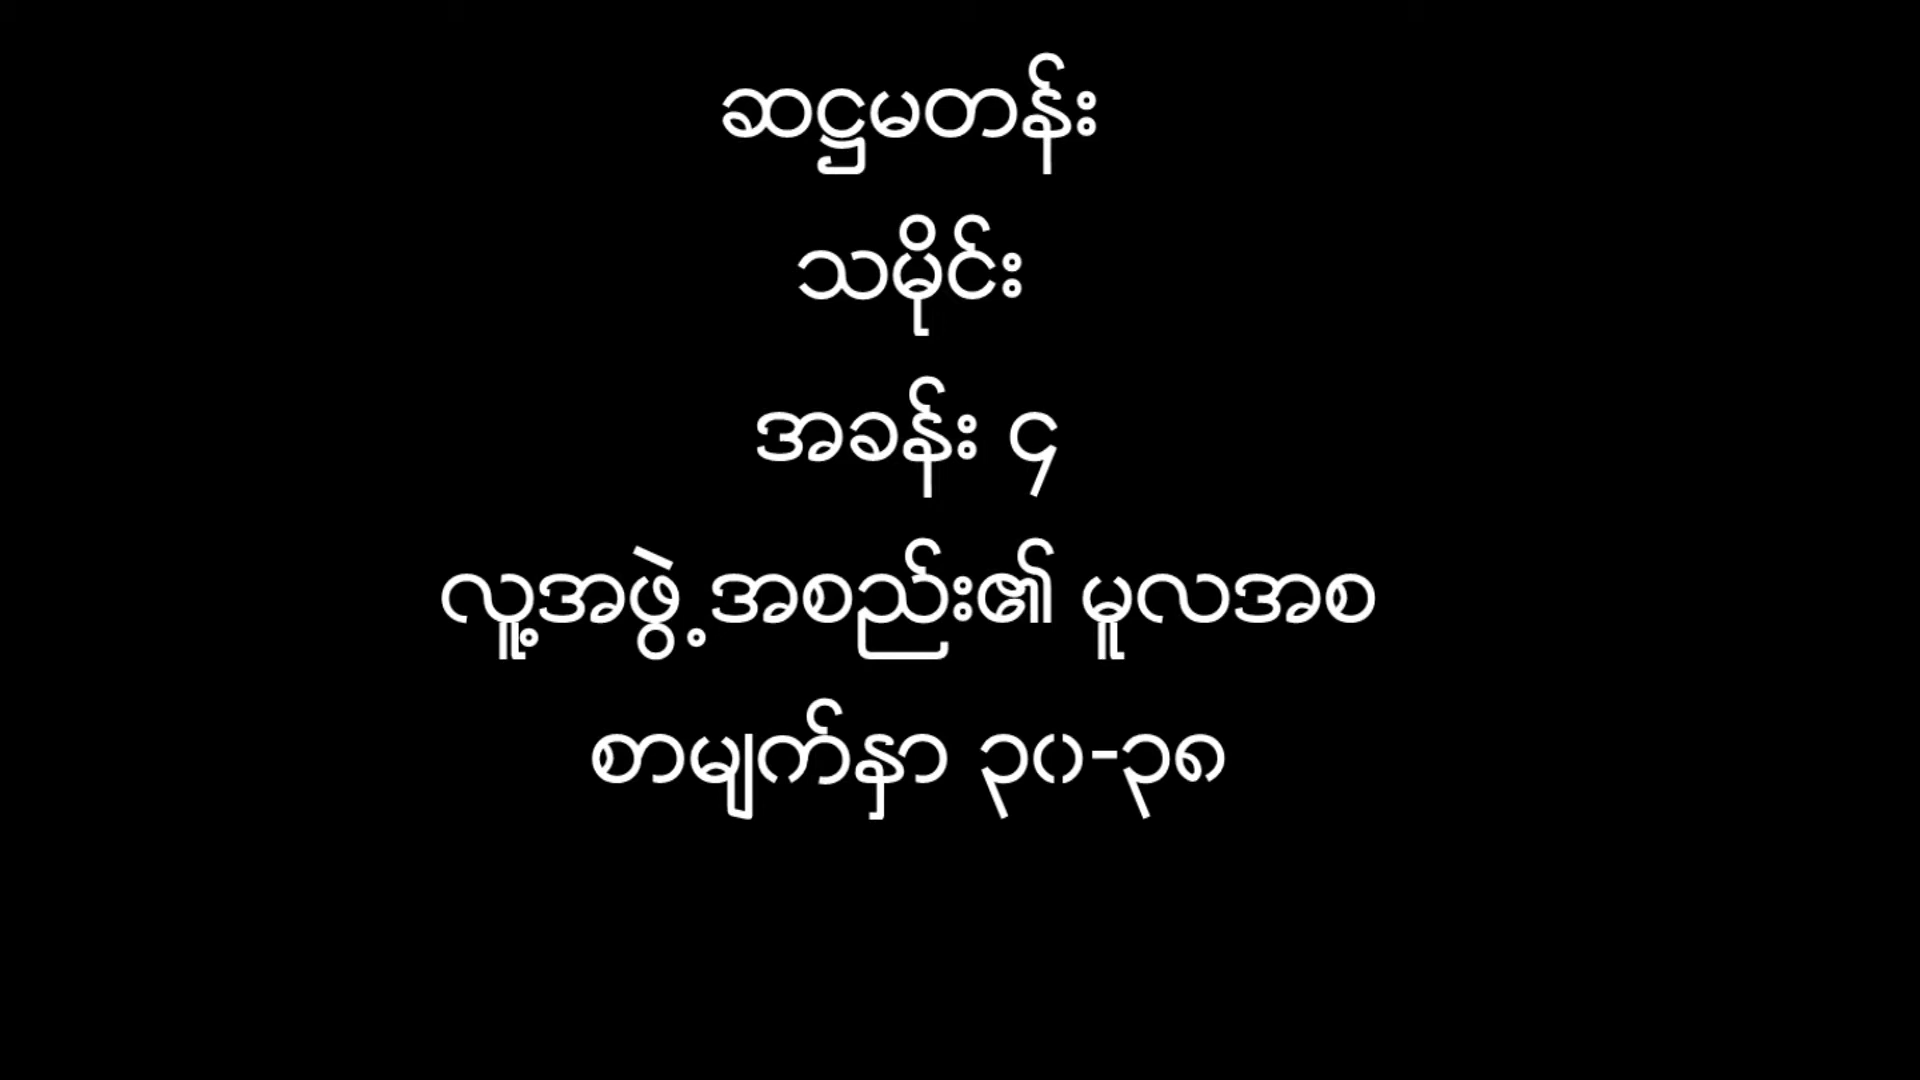 ဆဋ္ဌမတန်း
သမိုင်း
အခန်း ၄
လူ့အဖွဲ့အစည်း၏ မူလအစ
စာမျက်နှာ ၃၀-၃၈